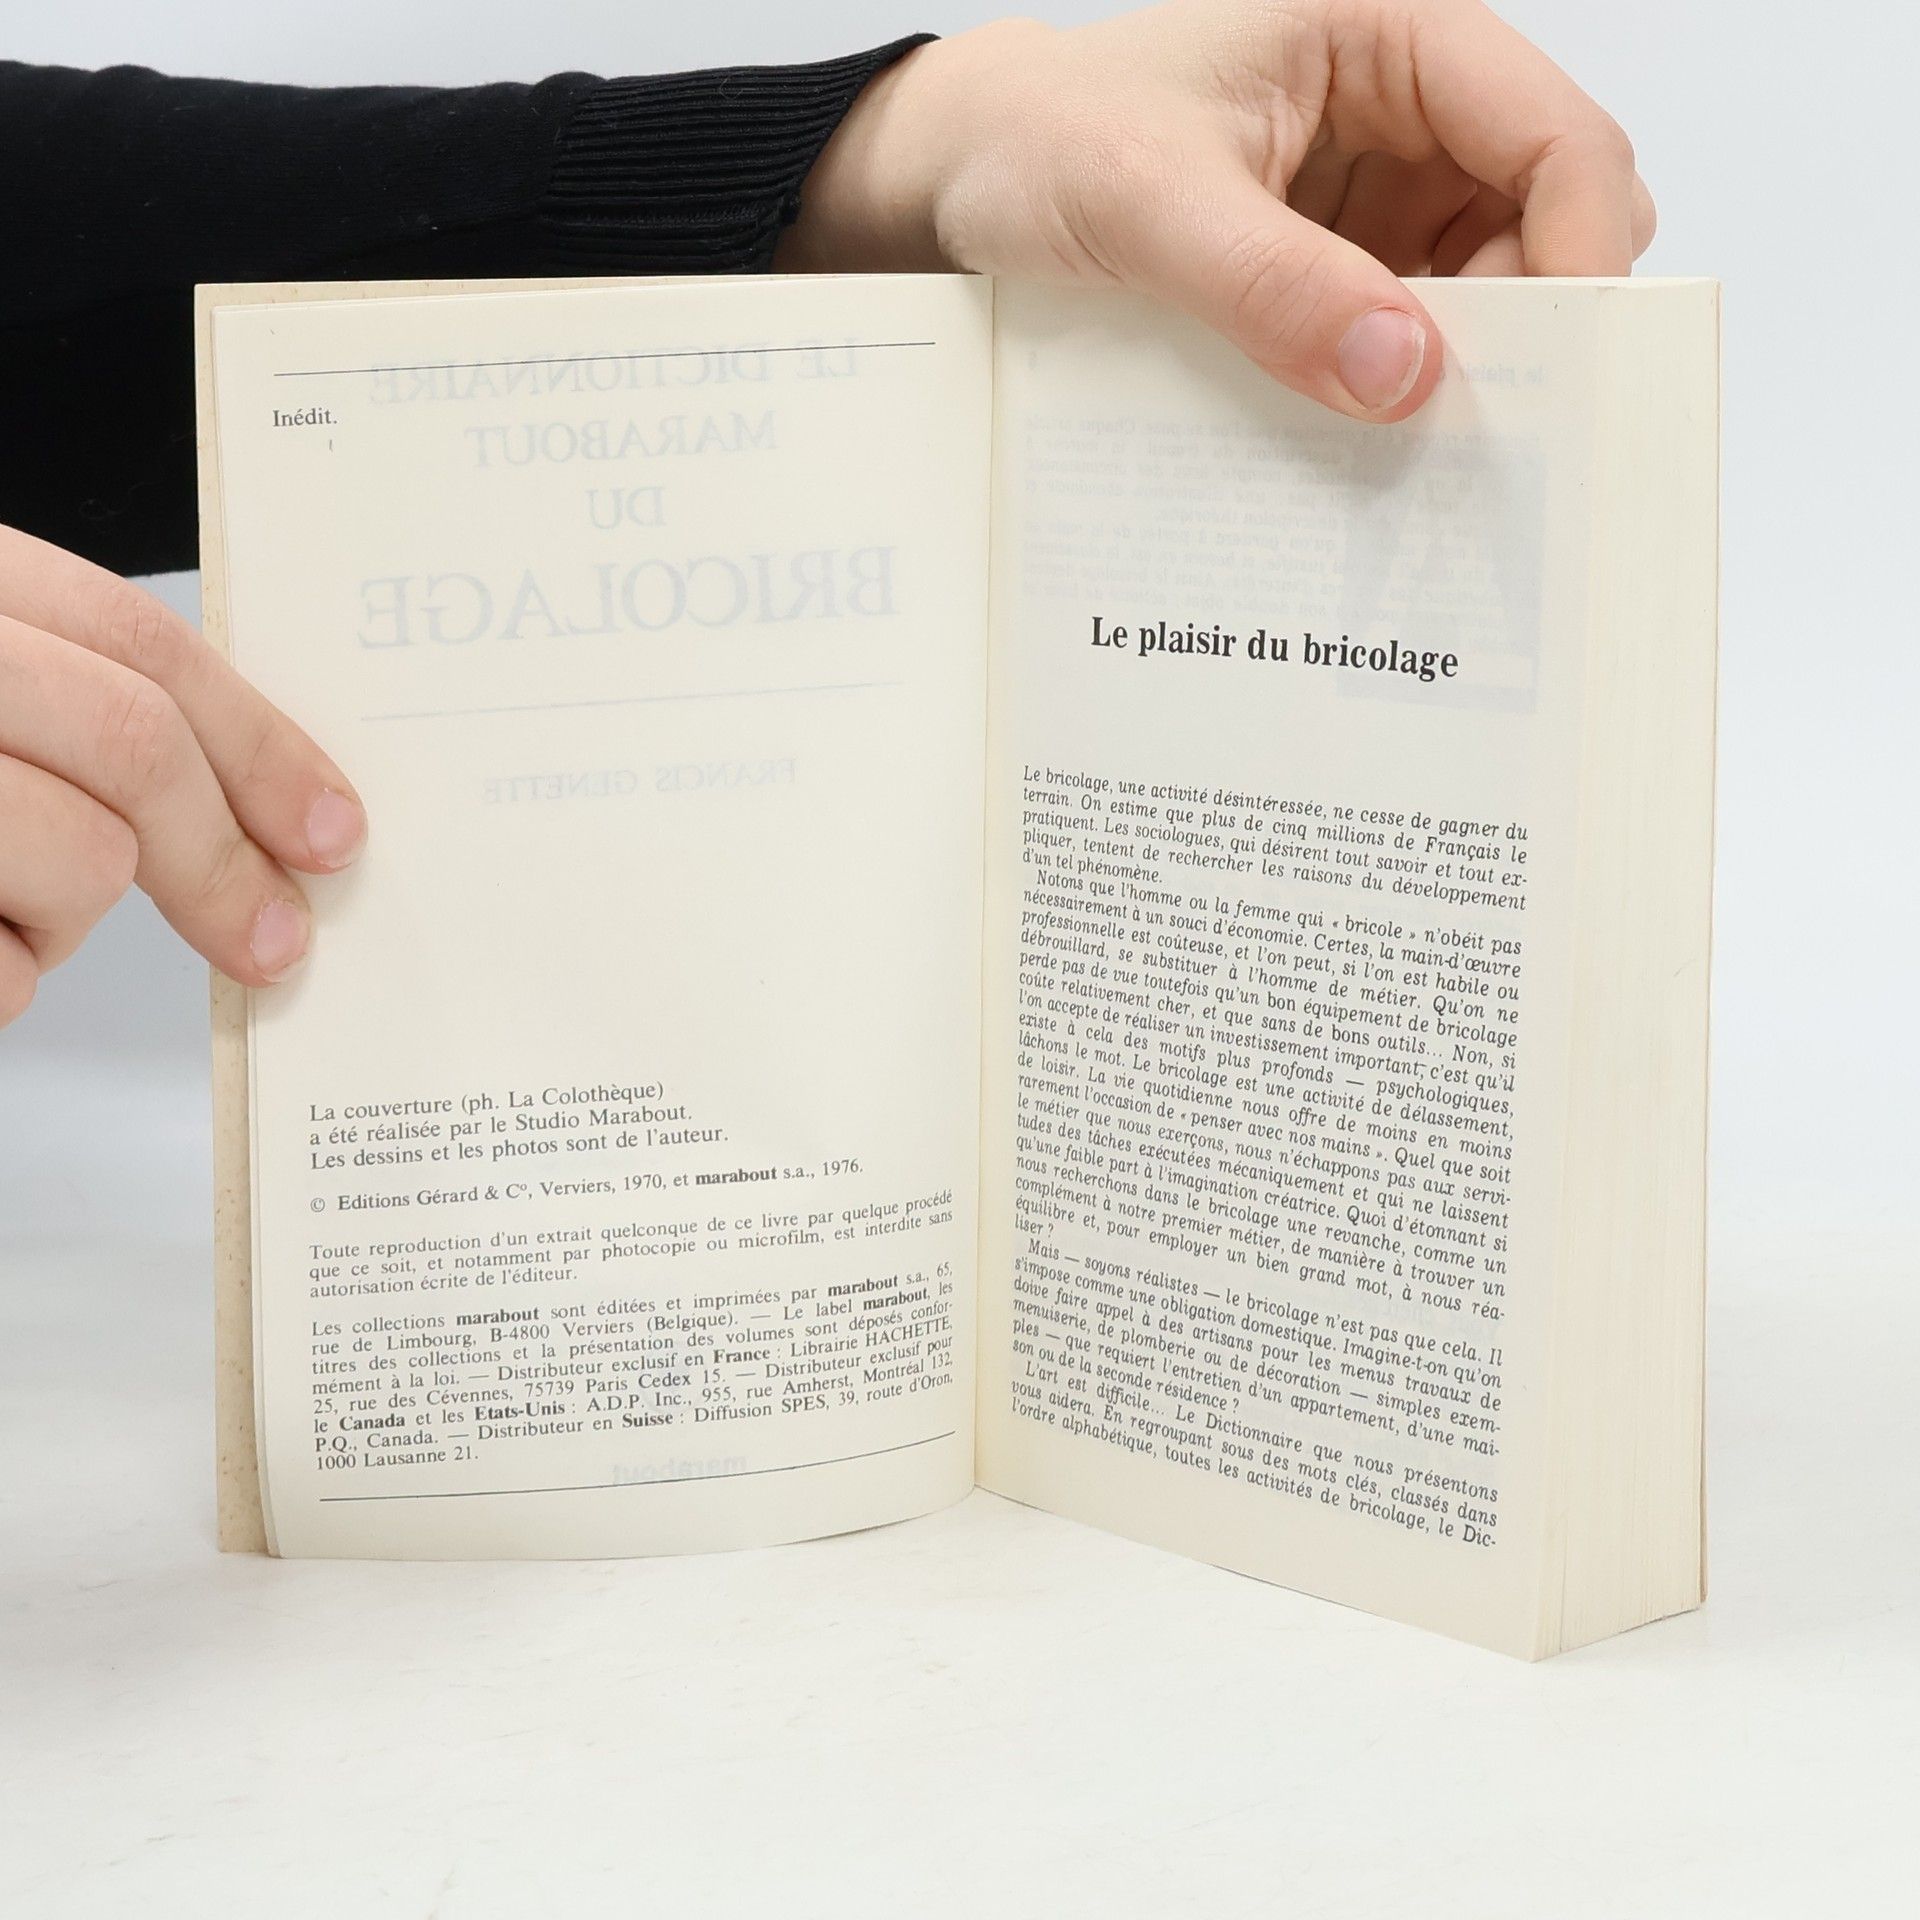 Inédit.
LE DICTIONNAIRE
MARABOUT
DU
BRICOLAGE
FRANCIS GENETTE
La couverture (ph. La Colothèque)
a été réalisée par le Studio Marabout.
Les dessins et les photos sont de l'auteur.
© Editions Gérard & C°, Verviers, 1970, et marabout s.a., 1976.
Toute reproduction d'un extrait quelconque de ce livre par quelque procédé
que ce soit, et notamment par photocopie ou microfilm, est interdite sans
autorisation écrite de l'éditeur.
Les collections marabout sont éditées et imprimées par marabout s.a., 65,
rue de Limbourg, B-4800 Verviers (Belgique). — Le label marabout, les
titres des collections et la présentation des volumes sont déposés confor-
mément à la loi. — Distributeur exclusif en France : Librairie HACHETTE,
25, rue des Cévennes, 75739 Paris Cedex 15. — Distributeur exclusif pour
le Canada et les Etats-Unis : A.D.P. Inc., 955, rue Amherst, Montréal 132,
P.Q., Canada. — Distributeur en Suisse : Diffusion SPES, 39, route d'Oron,
1000 Lausanne 21.
marabout
Le plaisir du bricolage
Le bricolage, une activité désintéressée, ne cesse de gagner du
terrain. On estime que plus de cinq millions de Français le
pratiquent. Les sociologues, qui désirent tout savoir et tout ex-
pliquer, tentent de rechercher les raisons du développement
d'un tel phénomène.
Notons que l'homme ou la femme qui « bricole » n'obéit pas
nécessairement à un souci d'économie. Certes, la main-d'œuvre
professionnelle est coûteuse, et l'on peut, si l'on est habile ou
débrouillard, se substituer à l'homme de métier. Qu'on ne
perde pas de vue toutefois qu'un bon équipement de bricolage
coûte relativement cher, et que sans de bons outils... Non, si
l'on accepte de réaliser un investissement important, c'est qu'il
existe à cela des motifs plus profonds — psychologiques,
lâchons le mot. Le bricolage est une activité de délassement,
de loisir. La vie quotidienne nous offre de moins en moins
rarement l'occasion de « penser avec nos mains ». Quel que soit
le métier que nous exerçons, nous n'échappons pas aux servi-
tudes des tâches exécutées mécaniquement et qui ne laissent
qu'une faible part à l'imagination créatrice. Quoi d'étonnant si
nous recherchons dans le bricolage une revanche, comme un
complément à notre premier métier, de manière à trouver un
équilibre et, pour employer un bien grand mot, à nous réa-
liser ?
Mais — soyons réalistes — le bricolage n'est pas que cela. Il
s'impose comme une obligation domestique. Imagine-t-on qu'on
doive faire appel à des artisans pour les menus travaux de
menuiserie, de plomberie ou de décoration — simples exem-
ples — que requiert l'entretien d'un appartement, d'une mai-
son ou de la seconde résidence ?
L'art est difficile... Le Dictionnaire que nous présentons
vous aidera. En regroupant sous des mots clés, classés dans
l'ordre alphabétique, toutes les activités de bricolage, le Dic-